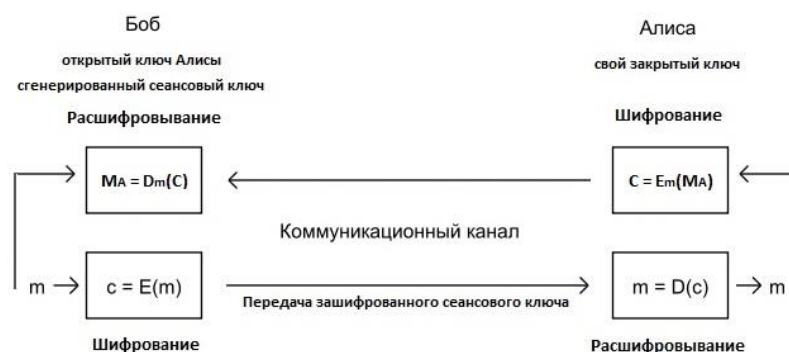 Боб
Алиса
открытый ключ Алисы
сгенерированный сеансовый ключ
свой закрытый ключ
Расшифровывание
Шифрование
MA = Dm(C)
C = Em(MA)
Коммуникационный канал
m
c = E(m)
Передача зашифрованного сеансового ключа
m = D(c)
m
Шифрование
Расшифровывание